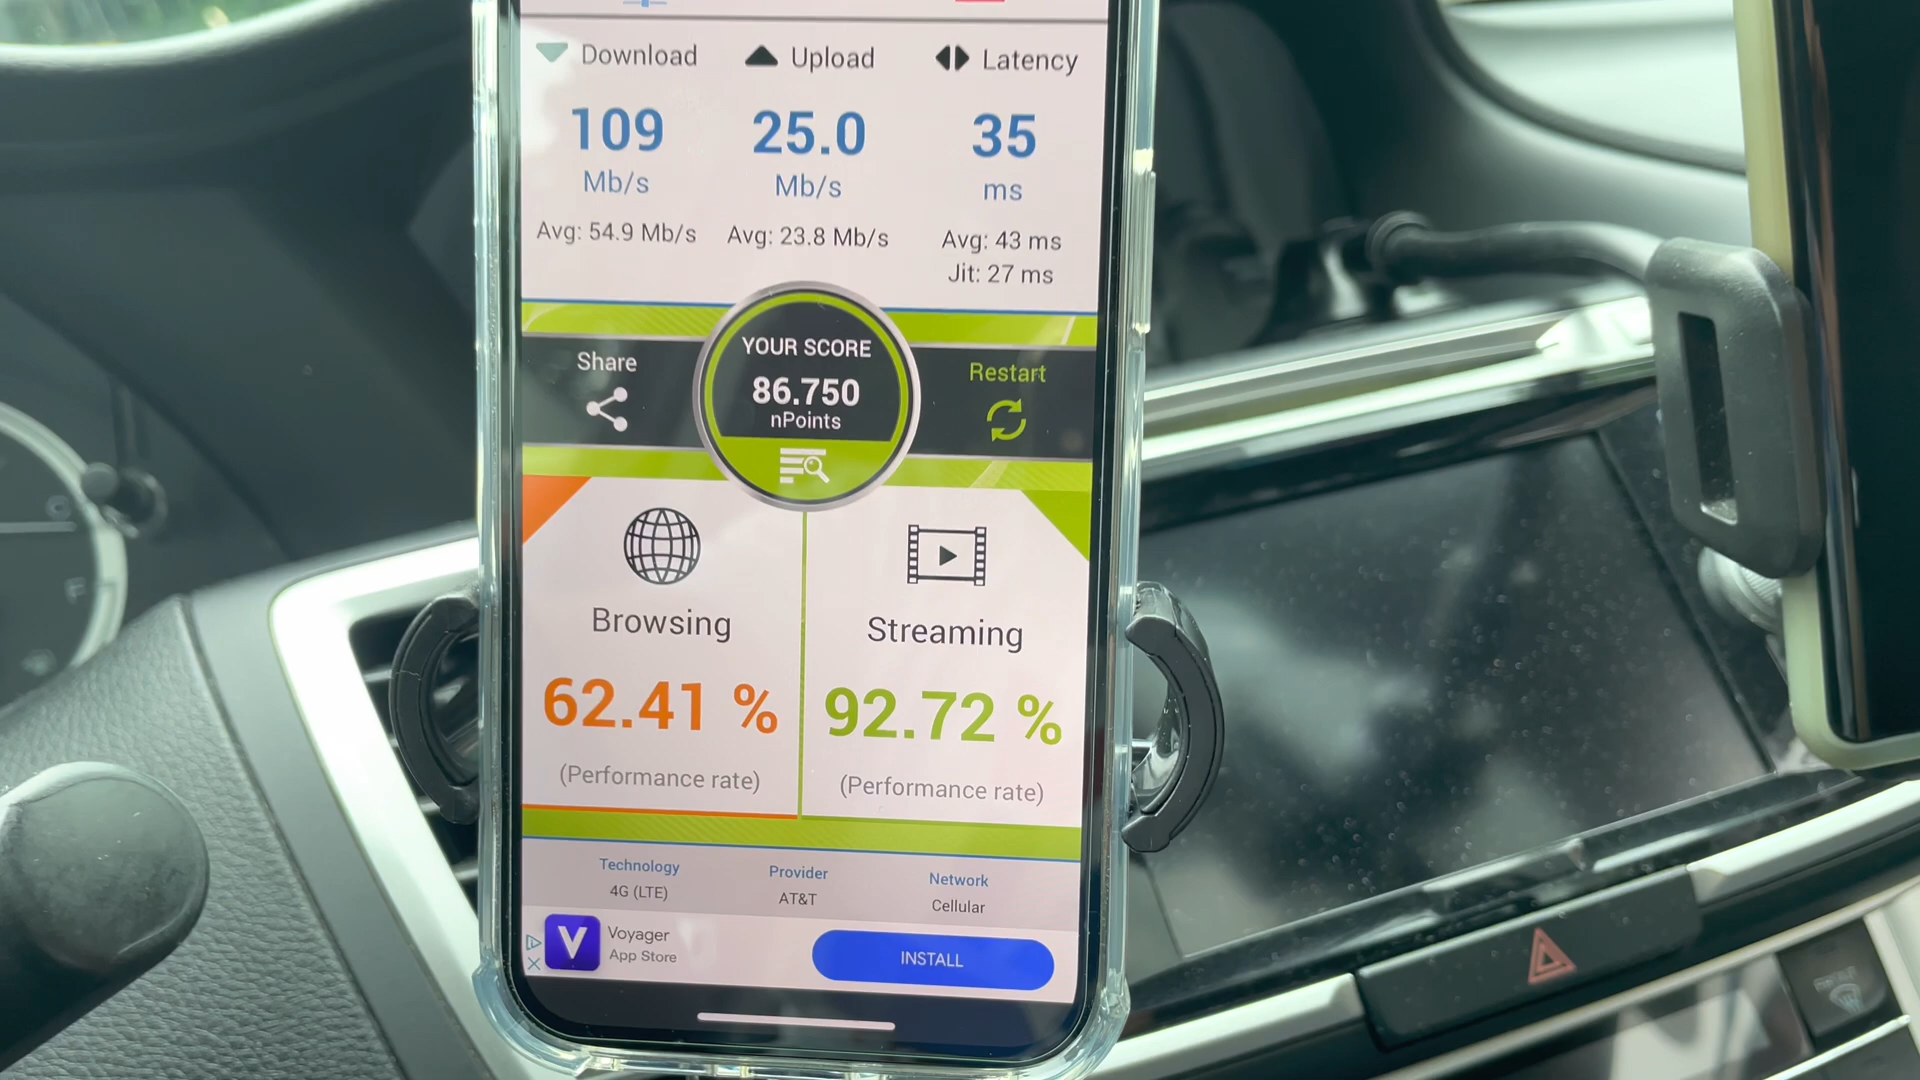 Download Upload Latency
109 25.0 35
Mb/s Mb/s ms
Avg: 54.9 Mb/s Avg: 23.8 Mb/s Avg: 43 ms
Jit: 27 ms
Share YOUR SCORE Restart
86.750
nPoints
Browsing Streaming
62.41 % 92.72 %
(Performance rate) (Performance rate)
Technology Provider Network
4G (LTE) AT&T Cellular
V Voyager
App Store
INSTALL